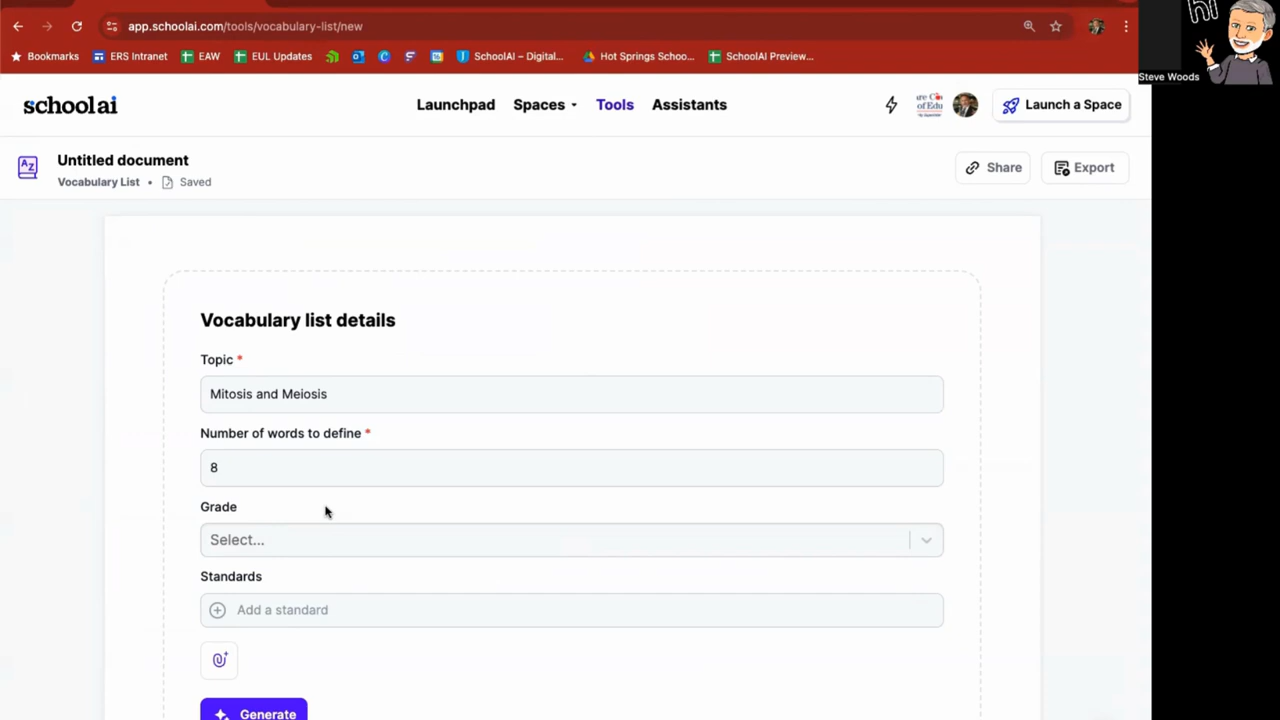 app.schoolai.com/tools/vocabulary-list/new
hi
Steve Woods
Bookmarks ERS Intranet EAW EUL Updates SchoolAI – Digital... Hot Springs Schoo... SchoolAI Preview...
schoolai Launchpad Spaces Tools Assistants Launch a Space
Untitled document
Vocabulary List • Saved
Share Export
Vocabulary list details
Topic *
Mitosis and Meiosis
Number of words to define *
8
Grade
Select...
Standards
Add a standard
Generate